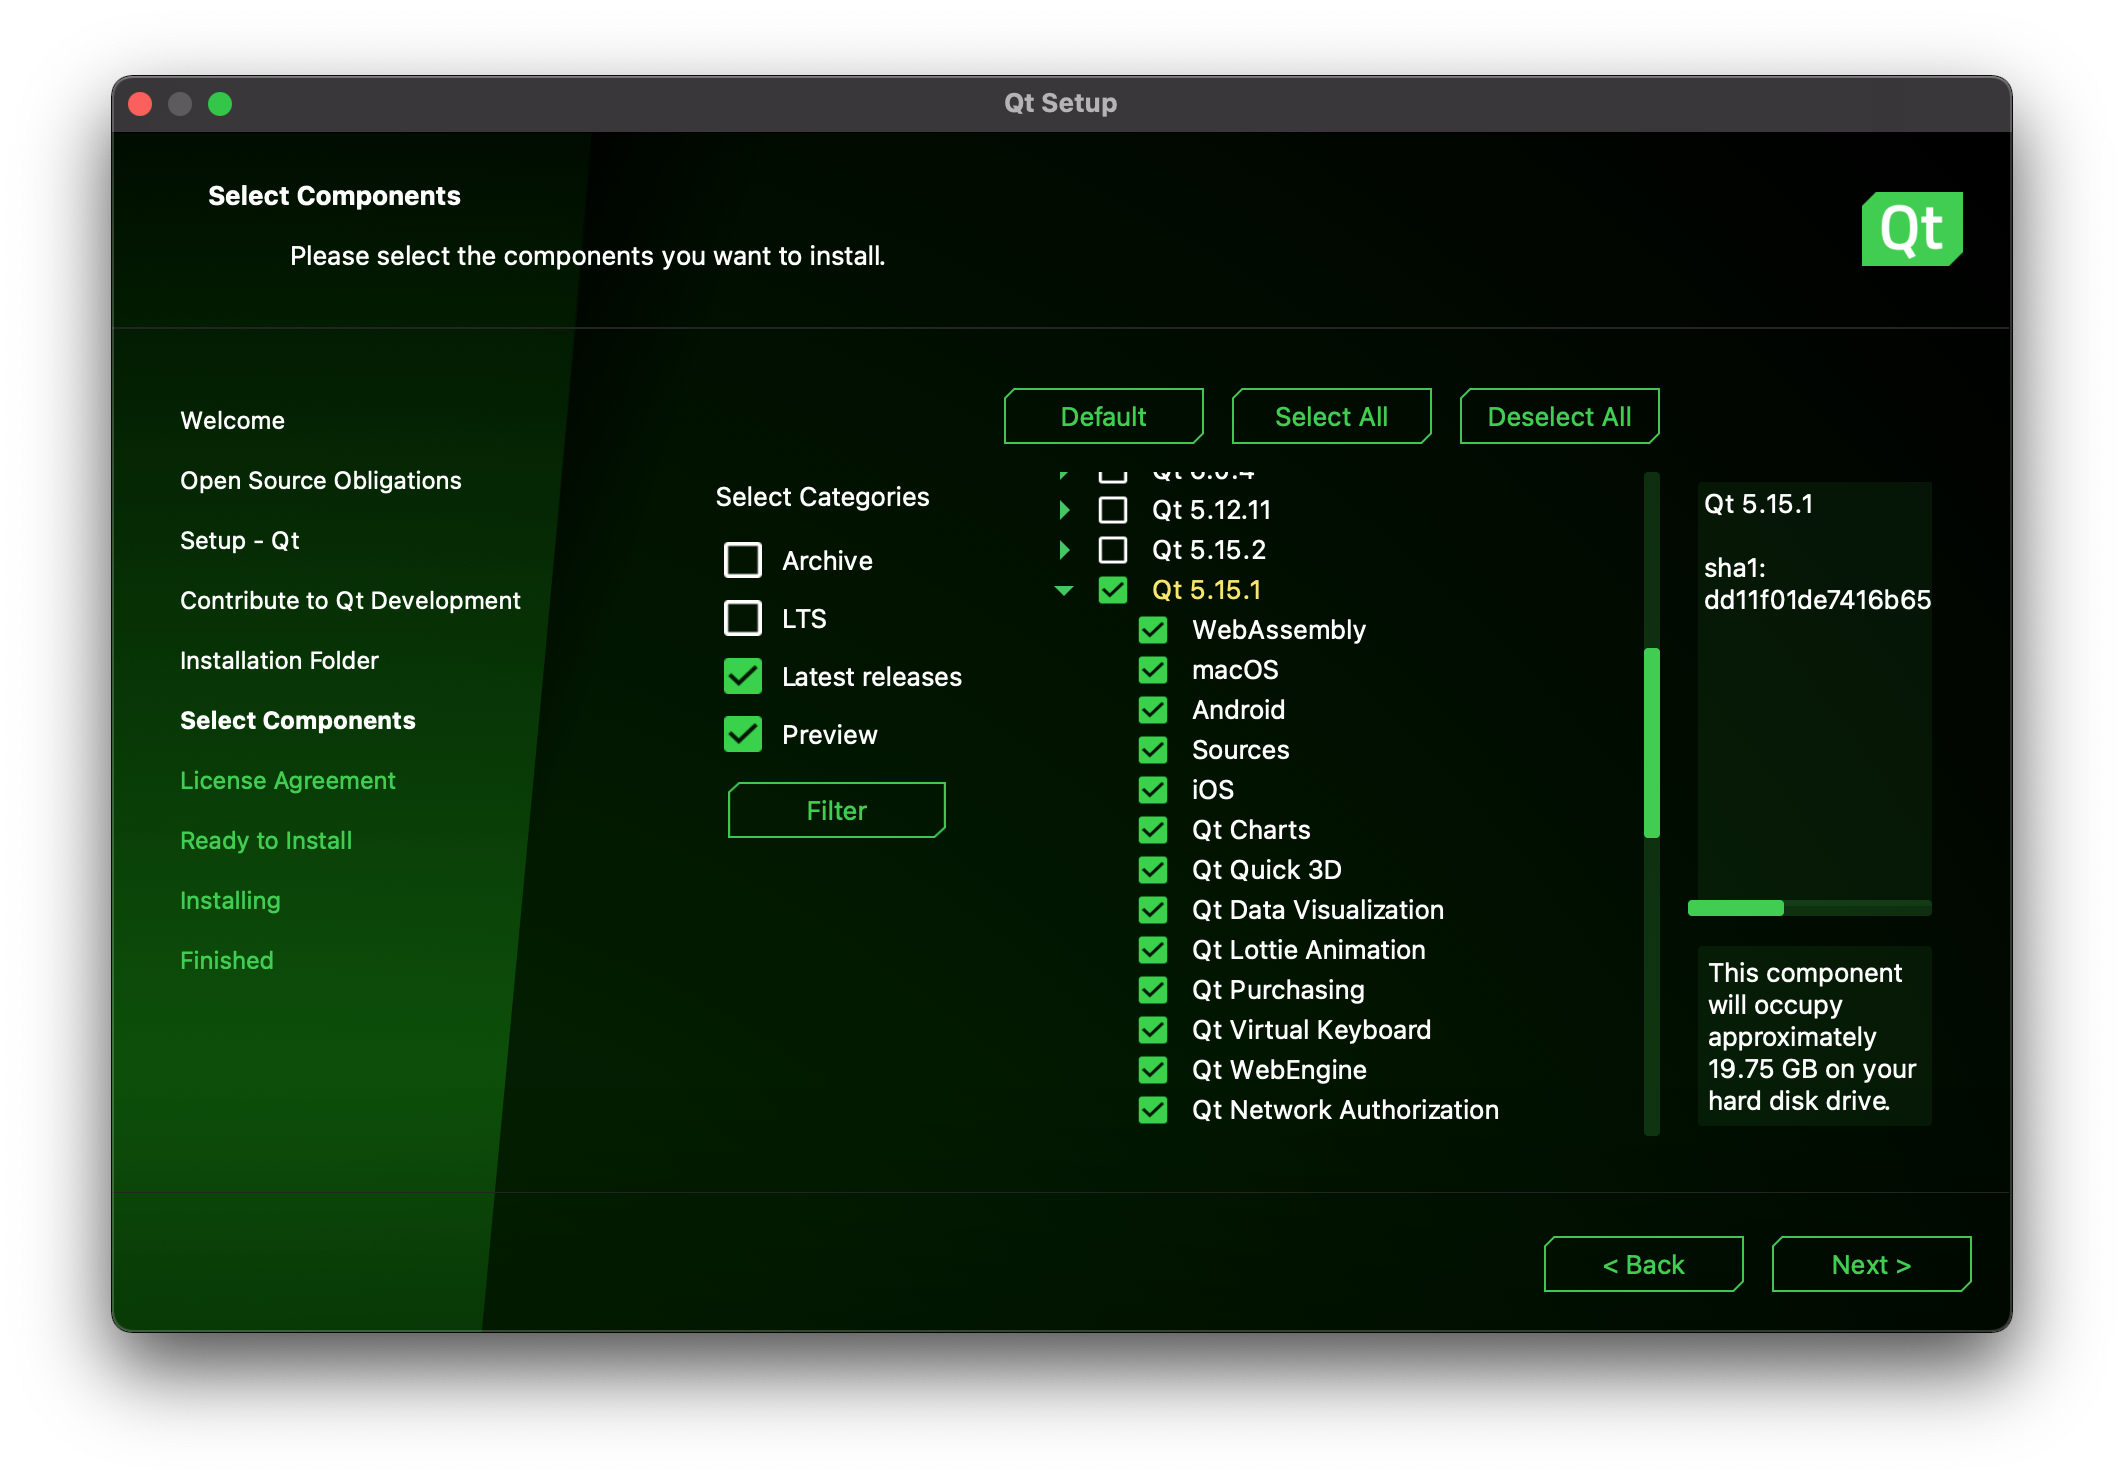 Qt Setup
Select Components
Please select the components you want to install.
Qt
Welcome
Open Source Obligations
Setup - Qt
Contribute to Qt Development
Installation Folder
Select Components
License Agreement
Ready to Install
Installing
Finished
Default
Select All
Deselect All
Select Categories
Archive
LTS
Latest releases
Preview
Filter
Qt 5.12.11
Qt 5.15.2
Qt 5.15.1
WebAssembly
macOS
Android
Sources
iOS
Qt Charts
Qt Quick 3D
Qt Data Visualization
Qt Lottie Animation
Qt Purchasing
Qt Virtual Keyboard
Qt WebEngine
Qt Network Authorization
Qt 5.15.1
sha1:
dd11f01de7416b65
This component
will occupy
approximately
19.75 GB on your
hard disk drive.
< Back
Next >